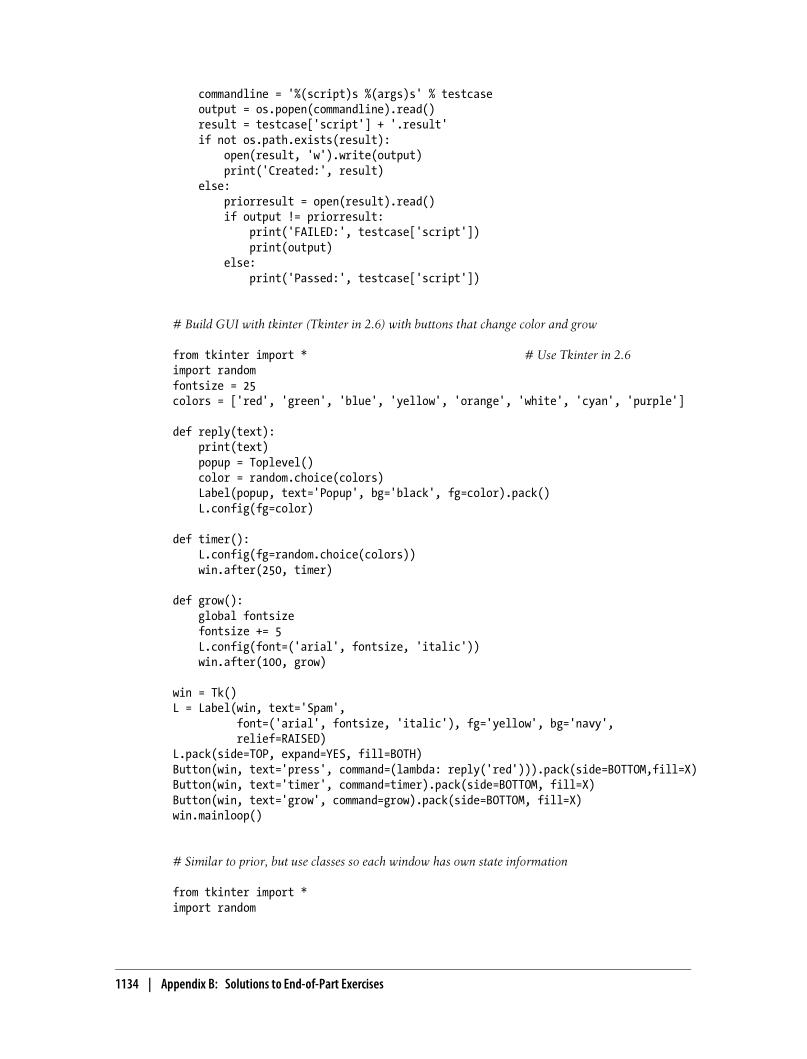 commandline = '%(script)s %(args)s' % testcase
    output = os.popen(commandline).read()
    result = testcase['script'] + '.result'
    if not os.path.exists(result):
        open(result, 'w').write(output)
        print('Created:', result)
    else:
        priorresult = open(result).read()
        if output != priorresult:
            print('FAILED:', testcase['script'])
            print(output)
        else:
            print('Passed:', testcase['script'])

# Build GUI with tkinter (Tkinter in 2.6) with buttons that change color and grow

from tkinter import *                                  # Use Tkinter in 2.6
import random
fontsize = 25
colors = ['red', 'green', 'blue', 'yellow', 'orange', 'white', 'cyan', 'purple']

def reply(text):
    print(text)
    popup = Toplevel()
    color = random.choice(colors)
    Label(popup, text='Popup', bg='black', fg=color).pack()
    L.config(fg=color)

def timer():
    L.config(fg=random.choice(colors))
    win.after(250, timer)

def grow():
    global fontsize
    fontsize += 5
    L.config(font=('arial', fontsize, 'italic'))
    win.after(100, grow)

win = Tk()
L = Label(win, text='Spam',
          font=('arial', fontsize, 'italic'), fg='yellow', bg='navy',
          relief=RAISED)
L.pack(side=TOP, expand=YES, fill=BOTH)
Button(win, text='press', command=(lambda: reply('red'))).pack(side=BOTTOM,fill=X)
Button(win, text='timer', command=timer).pack(side=BOTTOM, fill=X)
Button(win, text='grow', command=grow).pack(side=BOTTOM, fill=X)
win.mainloop()

# Similar to prior, but use classes so each window has own state information

from tkinter import *
import random

1134 | Appendix B: Solutions to End-of-Part Exercises